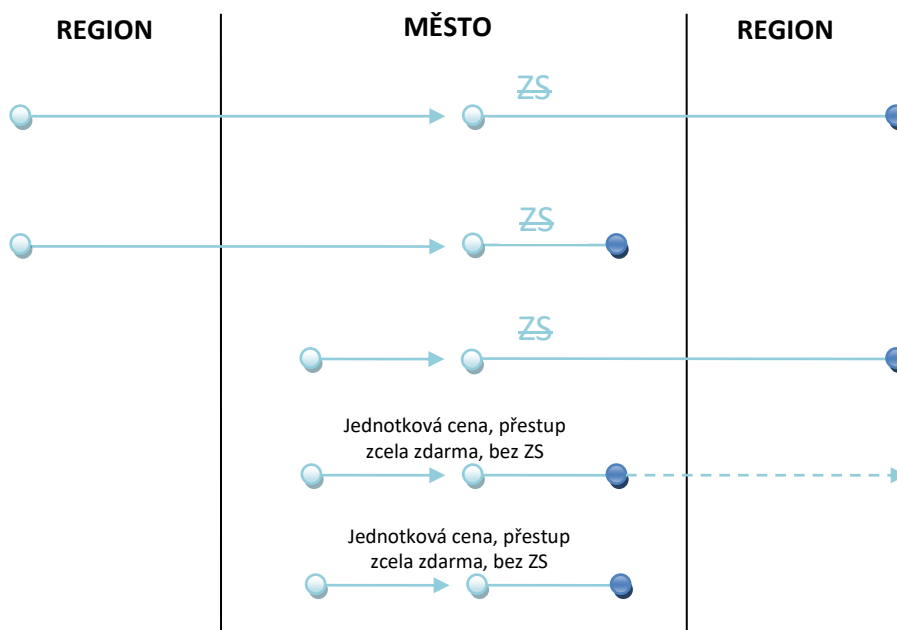 REGION
MĚSTO
REGION
ZS
ZS
ZS
Jednotková cena, přestup
zcela zdarma, bez ZS
Jednotková cena, přestup
zcela zdarma, bez ZS